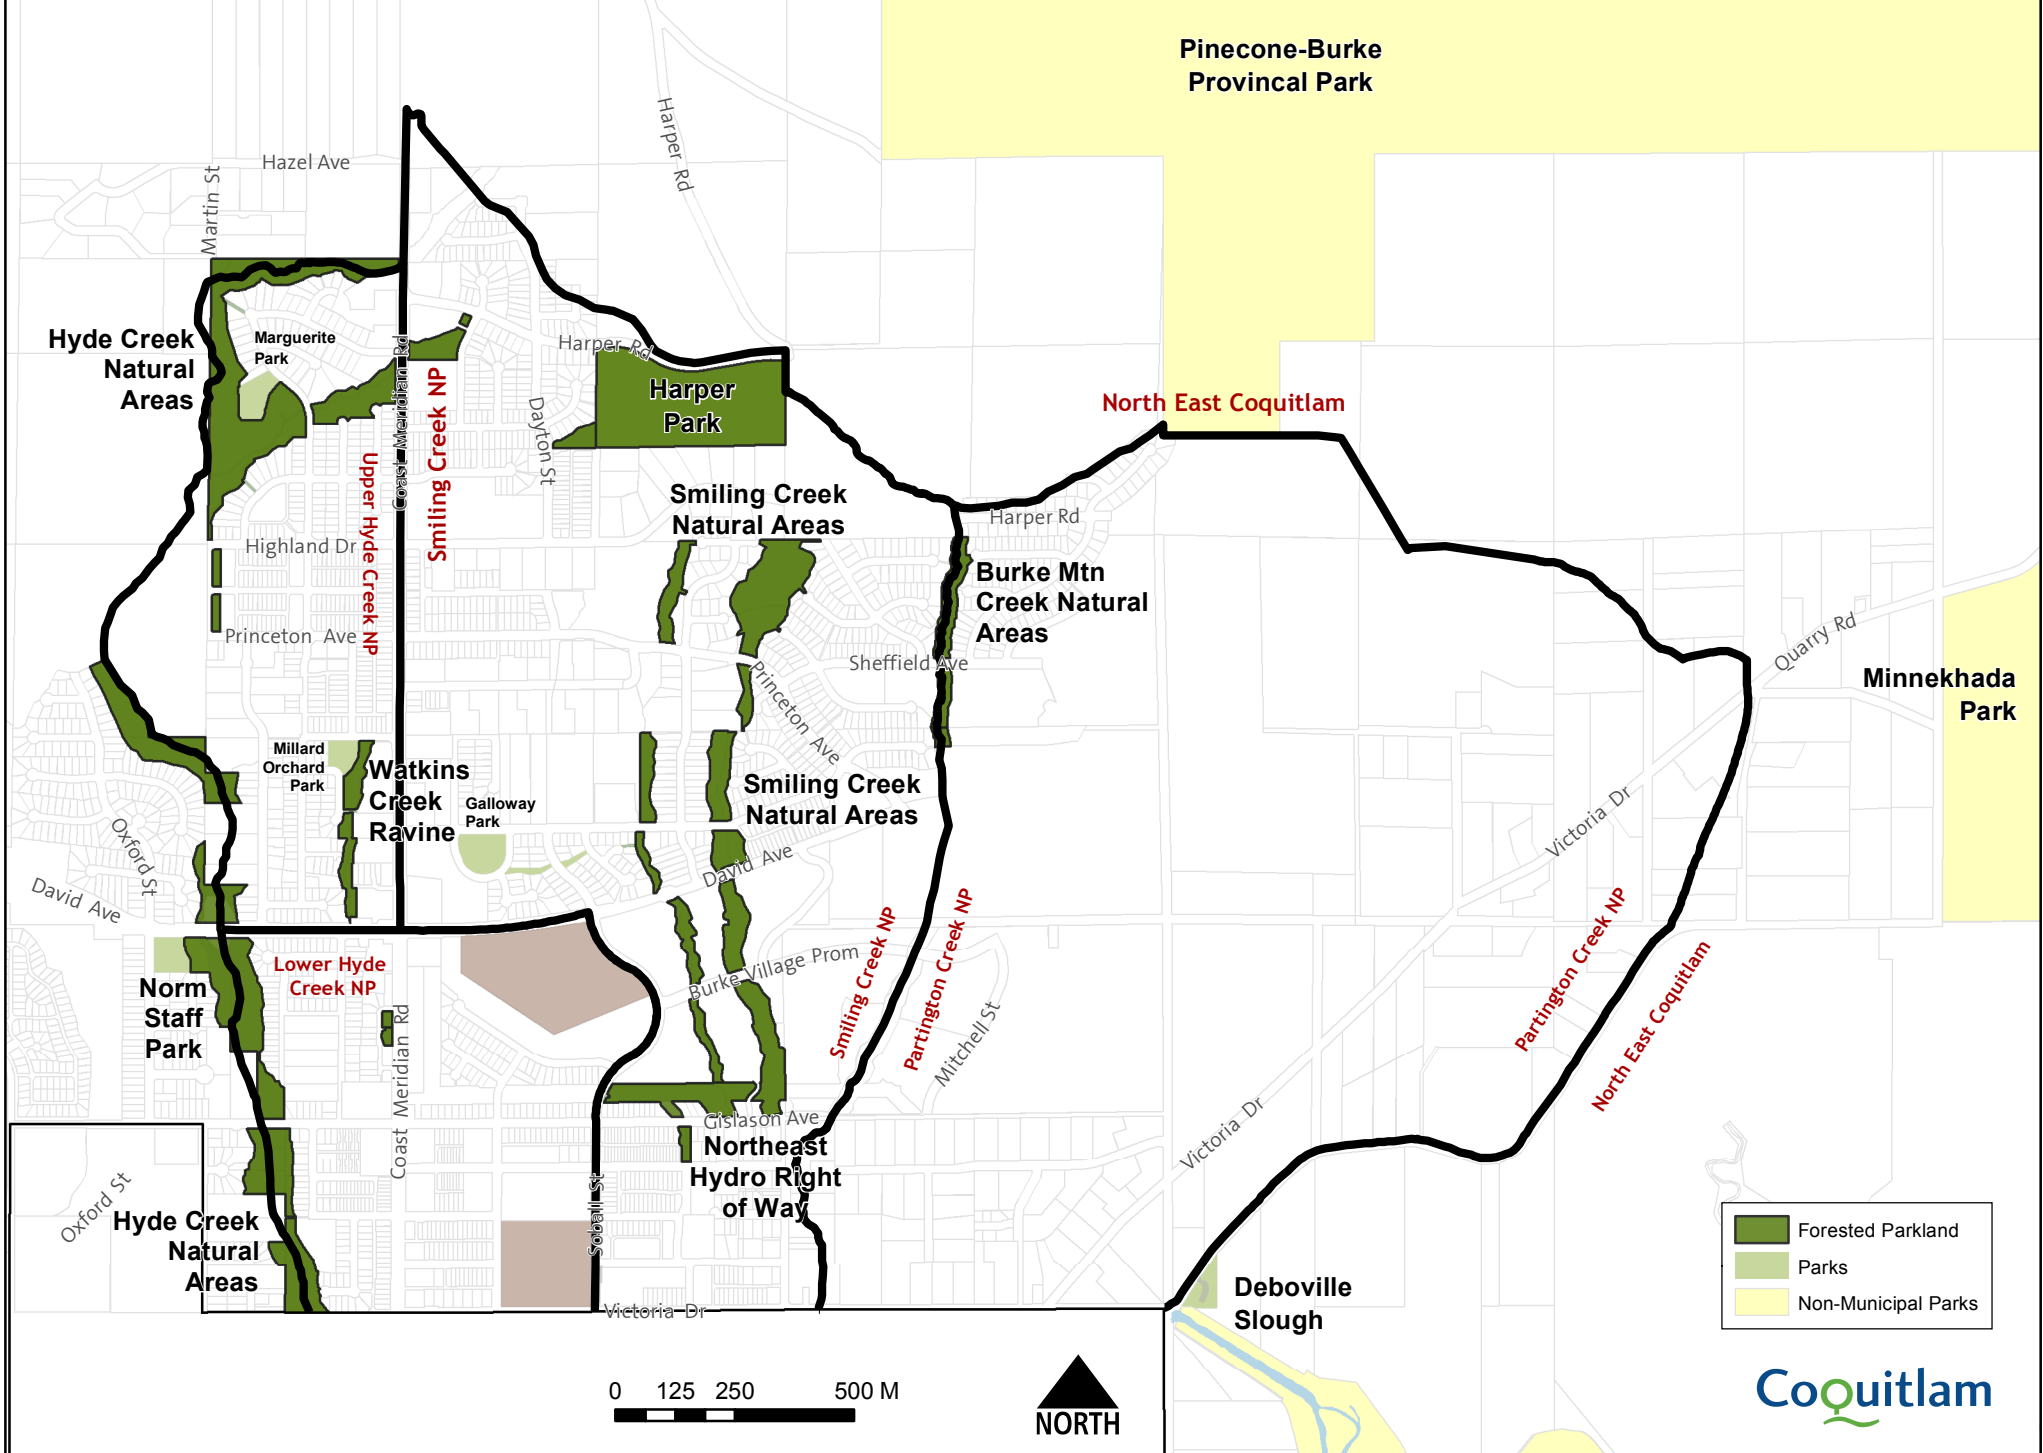 Pinecone-Burke
Provincal Park
Harper Rd
Hazel Ave
Martin St
Hyde Creek
Natural
Areas
Marguerite
Park
Coast Meridian Rd
Smiling Creek NP
Upper Hyde Creek NP
Harper Rd
Harper
Park
Dayton St
North East Coquitlam
Smiling Creek
Natural Areas
Harper Rd
Highland Dr
Burke Mtn
Creek Natural
Areas
Princeton Ave
Sheffield Ave
Princeton Ave
Quarry Rd
Minnekhada
Park
Millard
Orchard
Park
Watkins
Creek
Ravine
Galloway
Park
Smiling Creek
Natural Areas
Victoria Dr
Oxford St
David Ave
David Ave
Smiling Creek NP
Partington Creek NP
Partington Creek NP
North East Coquitlam
Lower Hyde
Creek NP
Burke Village Prom
Norm
Staff
Park
Coast Meridian Rd
Mitchell St
Gislason Ave
Victoria Dr
Northeast
Hydro Right
of Way
Oxford St
Soball St
Hyde Creek
Natural
Areas
Victoria Dr
Deboville
Slough
Forested Parkland
Parks
Non-Municipal Parks
0 125 250 500 M
NORTH
Coquitlam